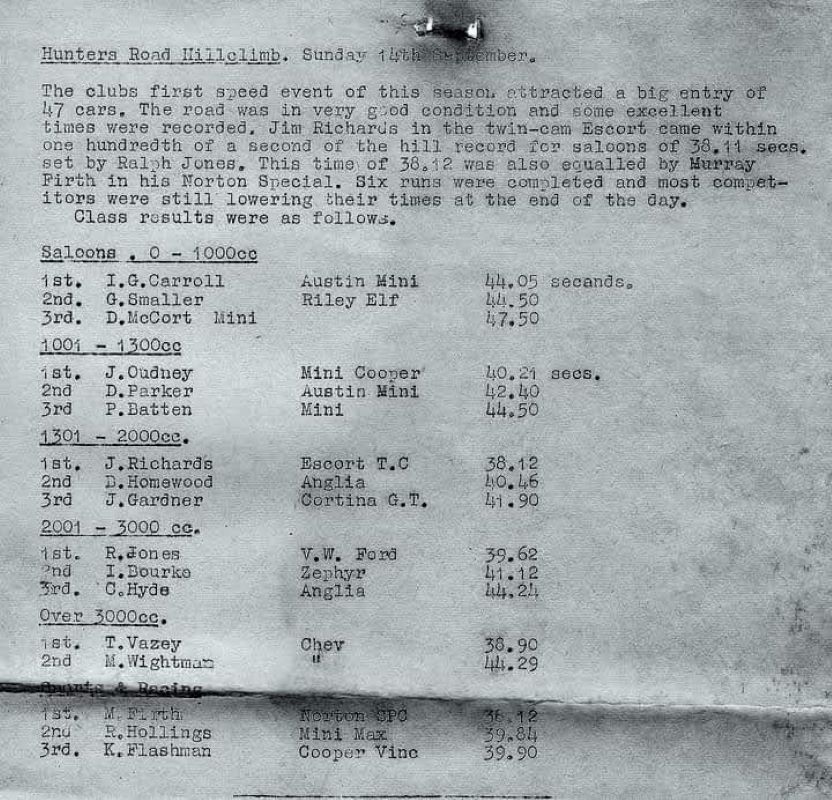 Hunters Road Hillclimb. Sunday 14th September.
The clubs first speed event of this season attracted a big entry of
47 cars. The road was in very good condition and some excellent
times were recorded. Jim Richards in the twin-cam Escort came within
one hundredth of a second of the hill record for saloons of 38.11 secs.
set by Ralph Jones. This time of 38.12 was also equalled by Murray
Firth in his Norton Special. Six runs were completed and most compet-
itors were still lowering their times at the end of the day.
Class results were as follows.
Saloons . 0 - 1000cc
1st. I.G.Carroll Austin Mini 44.05 secands.
2nd. G.Smaller Riley Elf 44.50
3rd. D.McCort Mini 47.50
1001 - 1300cc
1st. J.Oudney Mini Cooper 40.21 secs.
2nd D.Parker Austin Mini 42.40
3rd P.Batten Mini 44.50
1301 - 2000cc.
1st. J.Richards Escort T.C 38.12
2nd D.Homewood Anglia 40.46
3rd J.Gardner Cortina G.T. 41.90
2001 - 3000 cc.
1st. R.Jones V.W. Ford 39.62
2nd I.Bourke Zephyr 41.12
3rd. C.Hyde Anglia 44.24
Over 3000cc.
1st. T.Vazey Chev 38.90
2nd M.Wightman " 44.29
Sports & Racing
1st. M.Firth Norton SPC 38.12
2nd R.Hollings Mini Max 39.84
3rd. K.Flashman Cooper Vinc 39.90